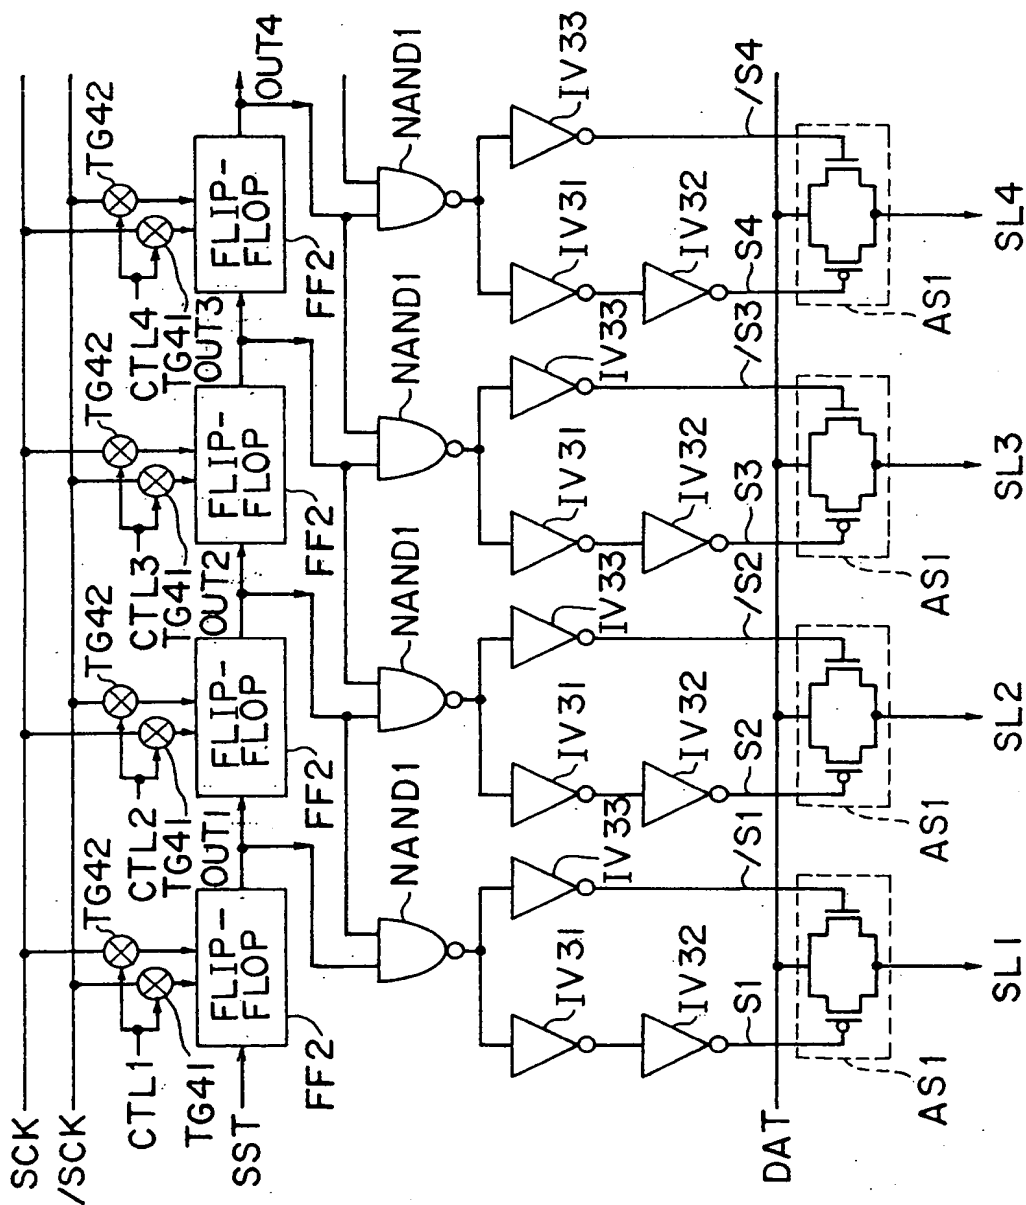 SCK
/SCK
TG42
TG42
TG42
TG42
CTL1
CTL2
CTL3
CTL4
TG41
TG41
TG41
TG41
OUT1
OUT2
OUT3
OUT4
SST
FLIP-
FLOP
FLIP-
FLOP
FLIP-
FLOP
FLIP-
FLOP
FF2
FF2
FF2
FF2
NAND1
NAND1
NAND1
NAND1
IV31
IV33
IV31
IV33
IV31
IV33
IV31
IV33
IV32
IV32
IV32
IV32
S1
/S1
S2
/S2
S3
/S3
S4
/S4
DAT
AS1
AS1
AS1
AS1
SL1
SL2
SL3
SL4